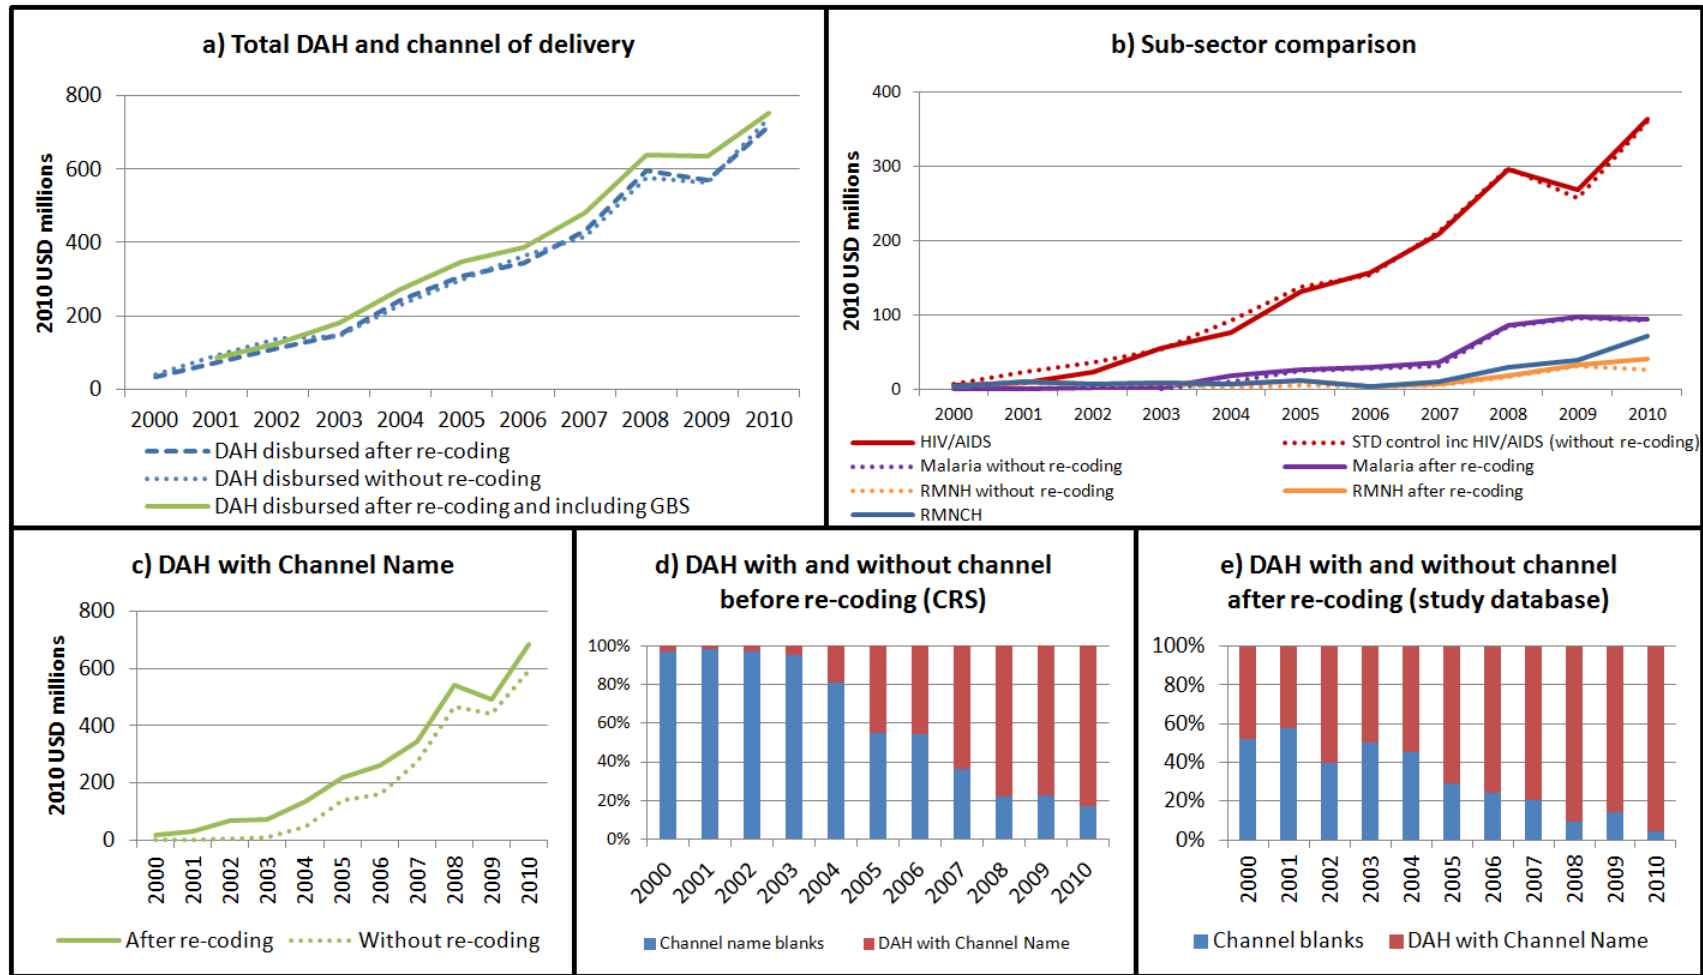 a) Total DAH and channel of delivery
2010 USD millions
800
600
400
200
0
2000 2001 2002 2003 2004 2005 2006 2007 2008 2009 2010
DAH disbursed after re-coding
DAH disbursed without re-coding
DAH disbursed after re-coding and including GBS
b) Sub-sector comparison
2010 USD millions
400
300
200
100
0
2000 2001 2002 2003 2004 2005 2006 2007 2008 2009 2010
HIV/AIDS STD control inc HIV/AIDS (without re-coding)
Malaria without re-coding Malaria after re-coding
RMNH without re-coding RMNH after re-coding
RMNCH
c) DAH with Channel Name
2010 USD millions
800
600
400
200
0
2000 2001 2002 2003 2004 2005 2006 2007 2008 2009 2010
After re-coding Without re-coding
d) DAH with and without channel
before re-coding (CRS)
100%
80%
60%
40%
20%
0%
2000 2001 2002 2003 2004 2005 2006 2007 2008 2009 2010
Channel name blanks DAH with Channel Name
e) DAH with and without channel
after re-coding (study database)
100%
80%
60%
40%
20%
0%
2000 2001 2002 2003 2004 2005 2006 2007 2008 2009 2010
Channel blanks DAH with Channel Name